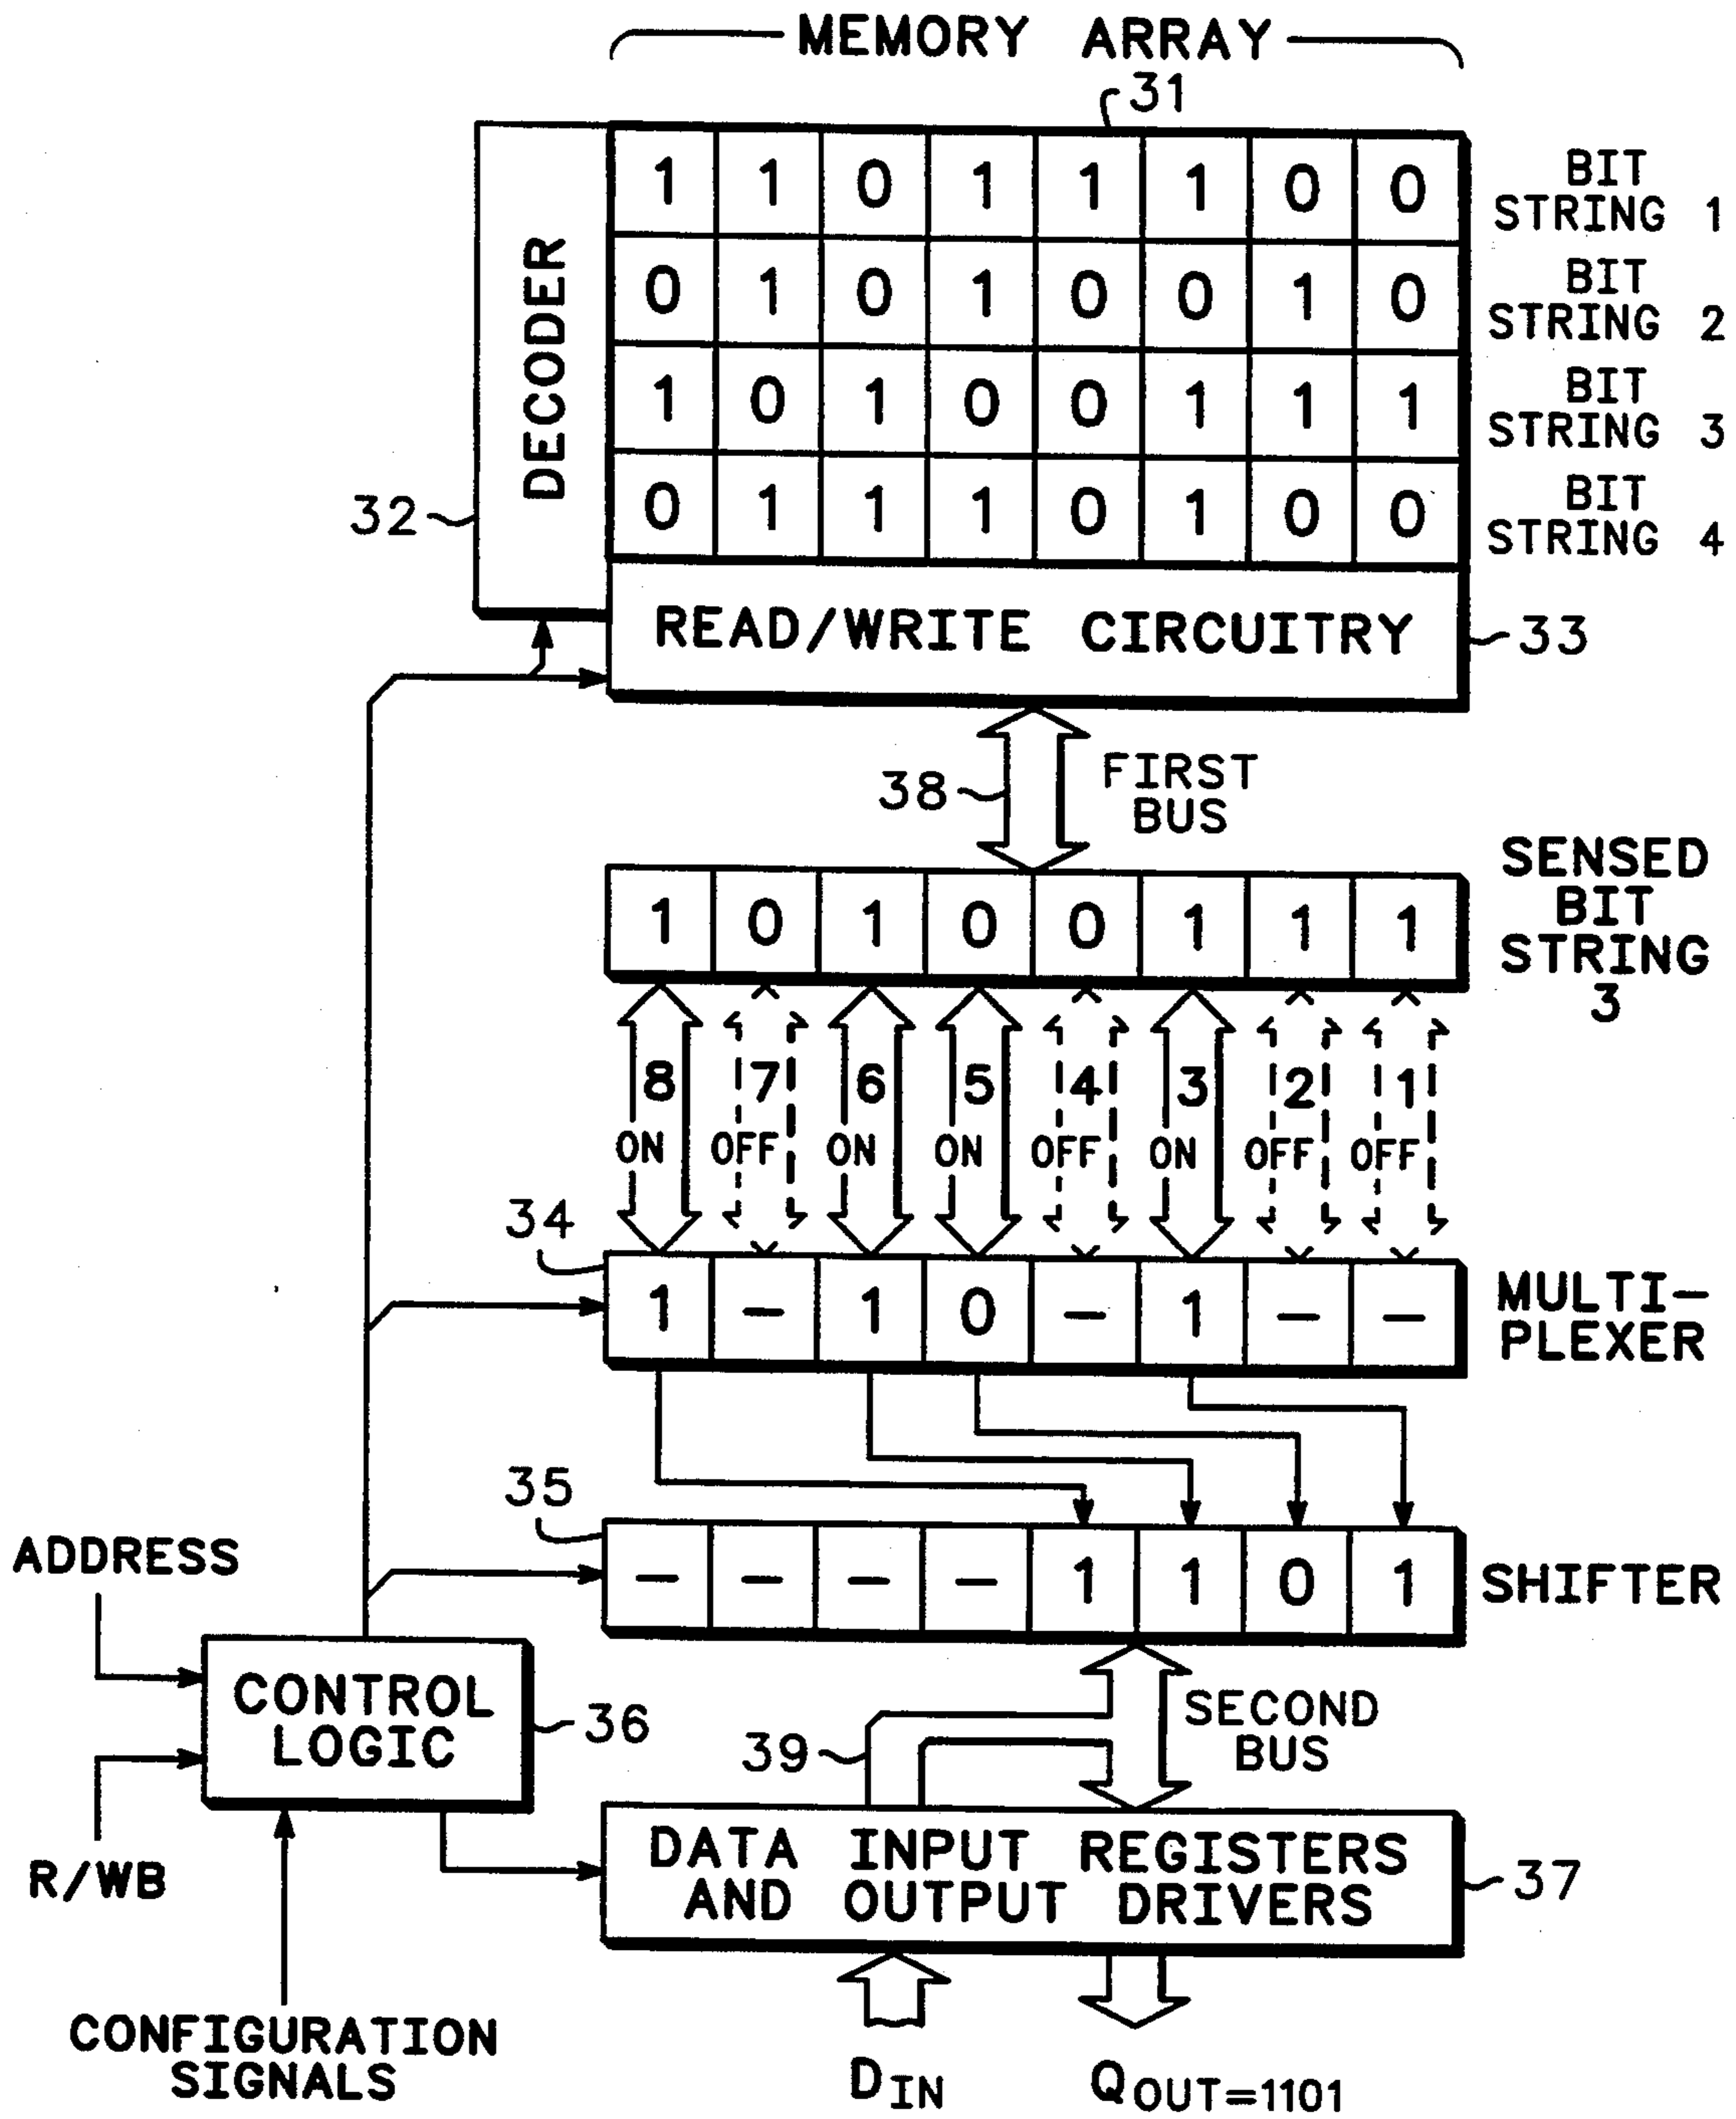 MEMORY ARRAY
31
DECODER
1 1 0 1 1 1 0 0
BIT
STRING 1
0 1 0 1 0 0 1 0
BIT
STRING 2
1 0 1 0 0 1 1 1
BIT
STRING 3
0 1 1 1 0 1 0 0
BIT
STRING 4
32
READ/WRITE CIRCUITRY
33
38
FIRST
BUS
1 0 1 0 0 1 1 1
SENSED
BIT
STRING
3
8 7 6 5 4 3 2 1
ON OFF ON ON OFF ON OFF OFF
34
1 – 1 0 – 1 – –
MULTI–
PLEXER
35
– – – – 1 1 0 1
SHIFTER
ADDRESS
CONTROL
LOGIC
36
R/WB
CONFIGURATION
SIGNALS
39
SECOND
BUS
DATA INPUT REGISTERS
AND OUTPUT DRIVERS
37
DIN
QOUT=1101